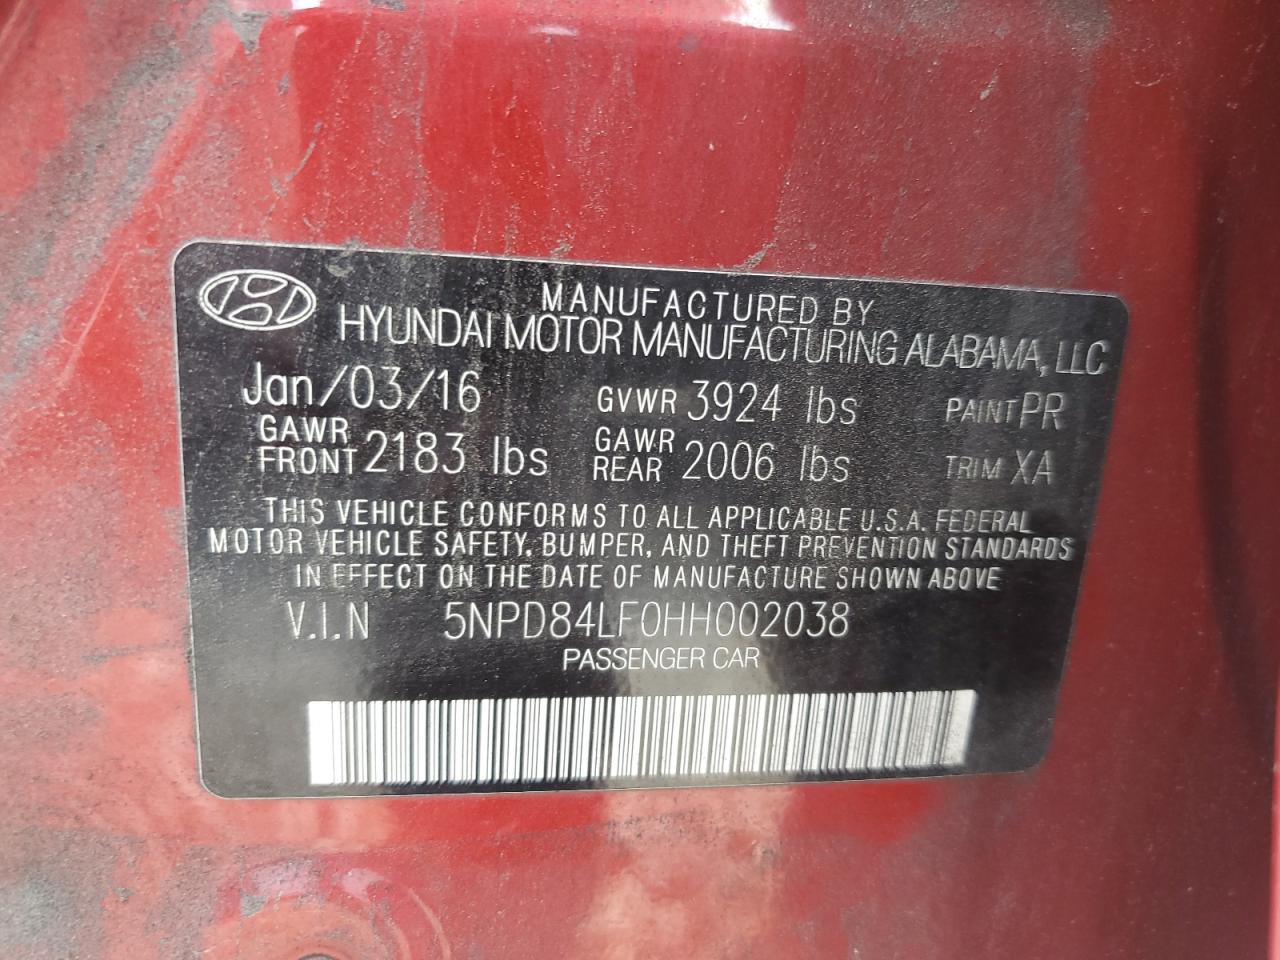 MANUFACTURED BY
HYUNDAI MOTOR MANUFACTURING ALABAMA, LLC
Jan/03/16 GVWR 3924 lbs PAINT PR
GAWR FRONT 2183 lbs GAWR REAR 2006 lbs TRIM XA
THIS VEHICLE CONFORMS TO ALL APPLICABLE U.S.A. FEDERAL
MOTOR VEHICLE SAFETY, BUMPER, AND THEFT PREVENTION STANDARDS
IN EFFECT ON THE DATE OF MANUFACTURE SHOWN ABOVE
V.I.N 5NPD84LF0HH002038
PASSENGER CAR